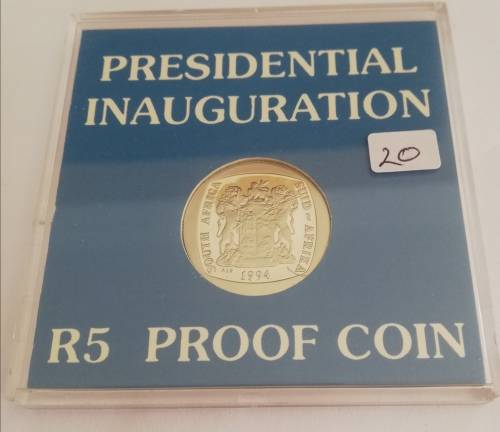 PRESIDENTIAL
INAUGURATION
20
SOUTH AFRICA
SUID-AFRIKA
1994
R5 PROOF COIN